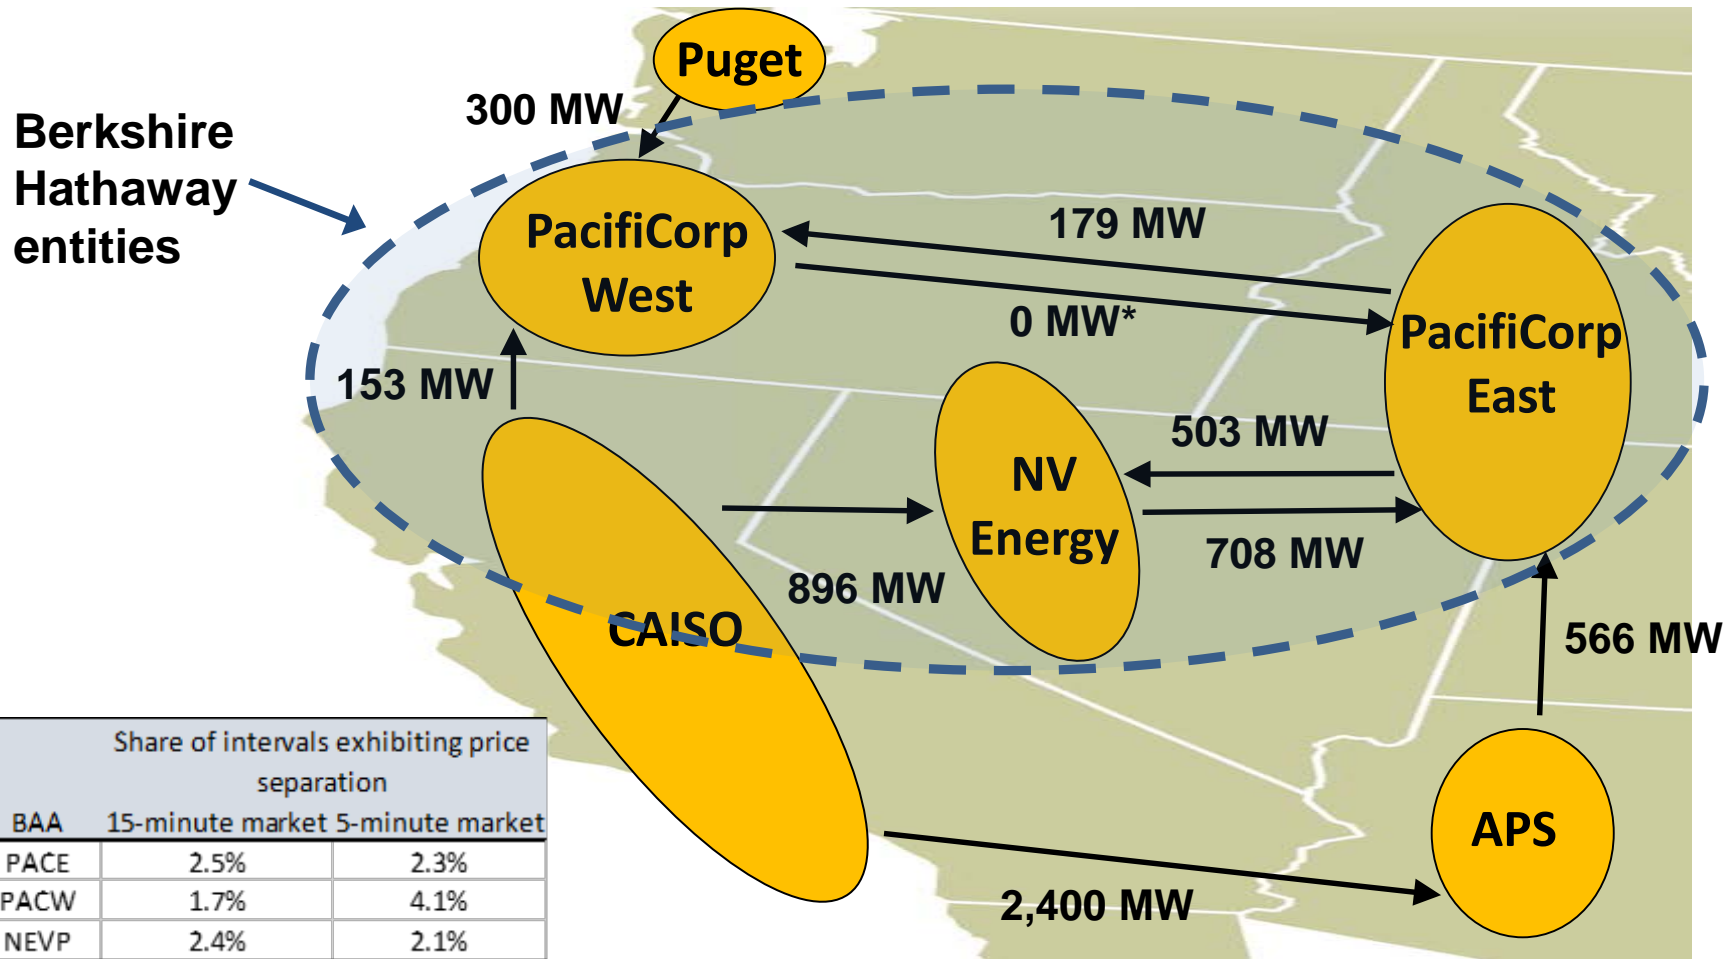 Puget
300 MW
Berkshire
Hathaway
entities
PacifiCorp
West
179 MW
0 MW*
PacifiCorp
East
153 MW
503 MW
NV
Energy
708 MW
896 MW
CAISO
566 MW
APS
2,400 MW
Share of intervals exhibiting price
separation
BAA 15-minute market 5-minute market
PACE 2.5% 2.3%
PACW 1.7% 4.1%
NEVP 2.4% 2.1%